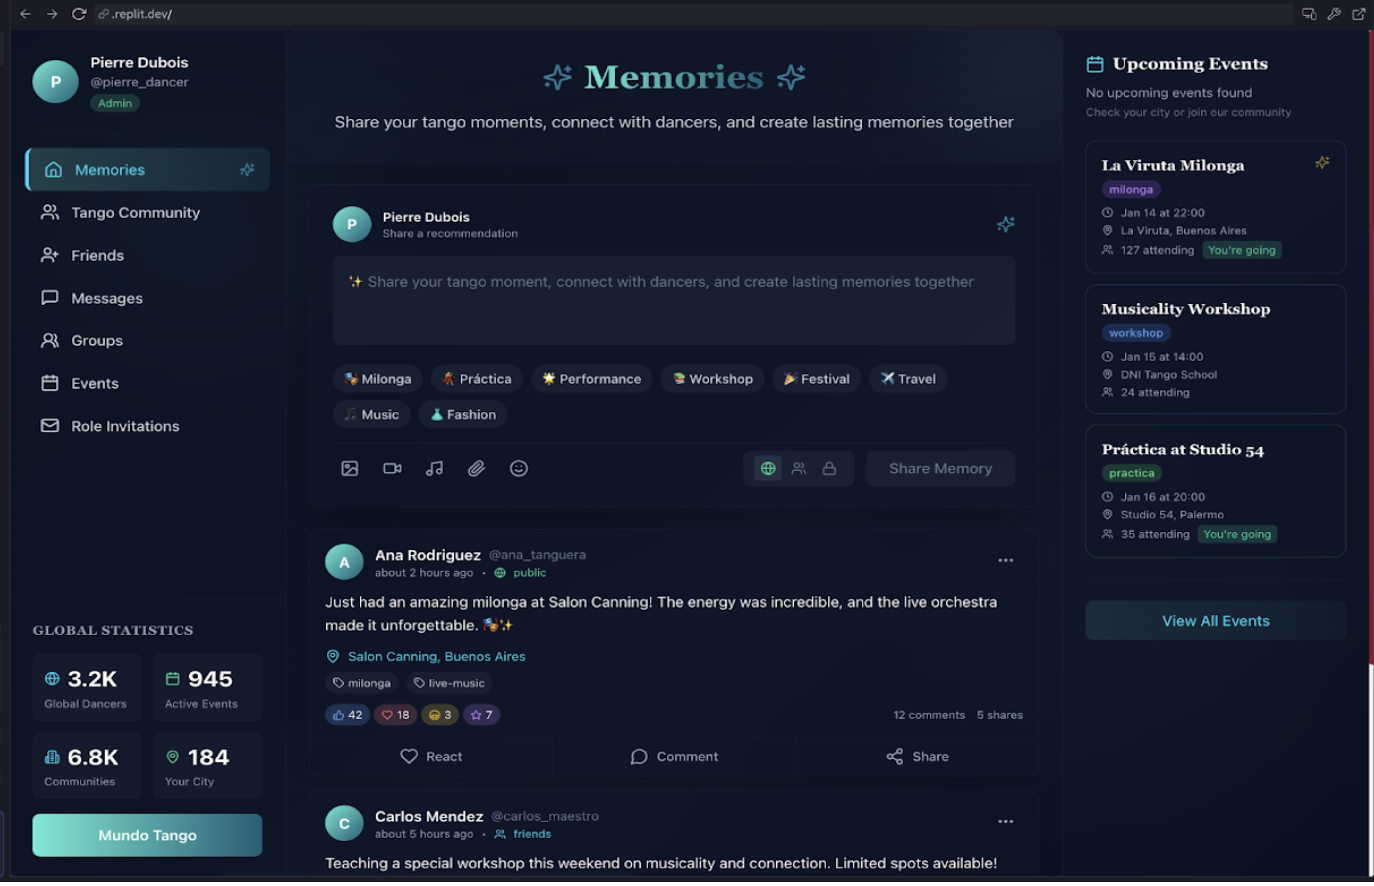 .replit.dev/
P
Pierre Dubois
@pierre_dancer
Admin
Memories
Tango Community
Friends
Messages
Groups
Events
Role Invitations
GLOBAL STATISTICS
3.2K
Global Dancers
945
Active Events
6.8K
Communities
184
Your City
Mundo Tango
Memories
Share your tango moments, connect with dancers, and create lasting memories together
P
Pierre Dubois
Share a recommendation
✨ Share your tango moment, connect with dancers, and create lasting memories together
🎭 Milonga
💃 Práctica
🌟 Performance
📚 Workshop
🎉 Festival
✈️ Travel
🎵 Music
👗 Fashion
Share Memory
A
Ana Rodriguez @ana_tanguera
about 2 hours ago • public
Just had an amazing milonga at Salon Canning! The energy was incredible, and the live orchestra
made it unforgettable. 🎭✨
Salon Canning, Buenos Aires
milonga
live-music
42
18
3
7
12 comments 5 shares
React
Comment
Share
C
Carlos Mendez @carlos_maestro
about 5 hours ago • friends
Teaching a special workshop this weekend on musicality and connection. Limited spots available!
Upcoming Events
No upcoming events found
Check your city or join our community
La Viruta Milonga
milonga
Jan 14 at 22:00
La Viruta, Buenos Aires
127 attending You're going
Musicality Workshop
workshop
Jan 15 at 14:00
DNI Tango School
24 attending
Práctica at Studio 54
practica
Jan 16 at 20:00
Studio 54, Palermo
35 attending You're going
View All Events